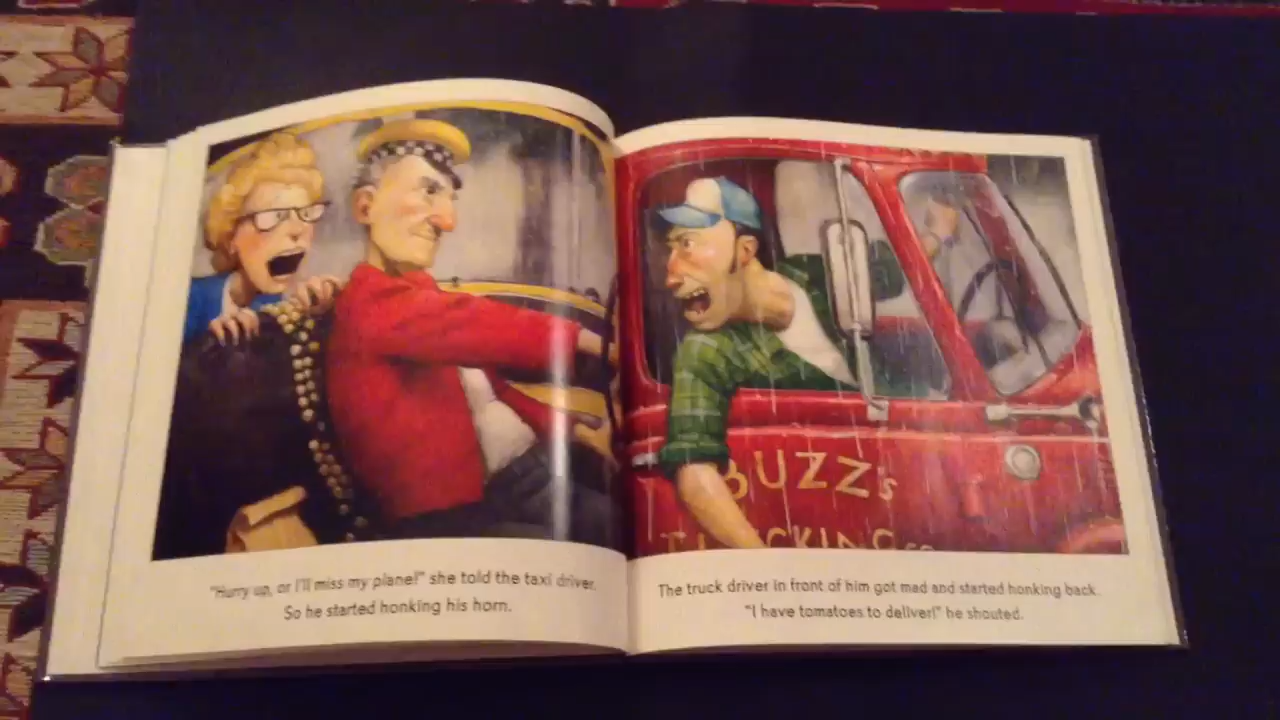 "Hurry up, or I'll miss my plane!" she told the taxi driver.
So he started honking his horn.
BUZZ's
TRUCKING CO
The truck driver in front of him got mad and started honking back.
"I have tomatoes to deliver!" he shouted.